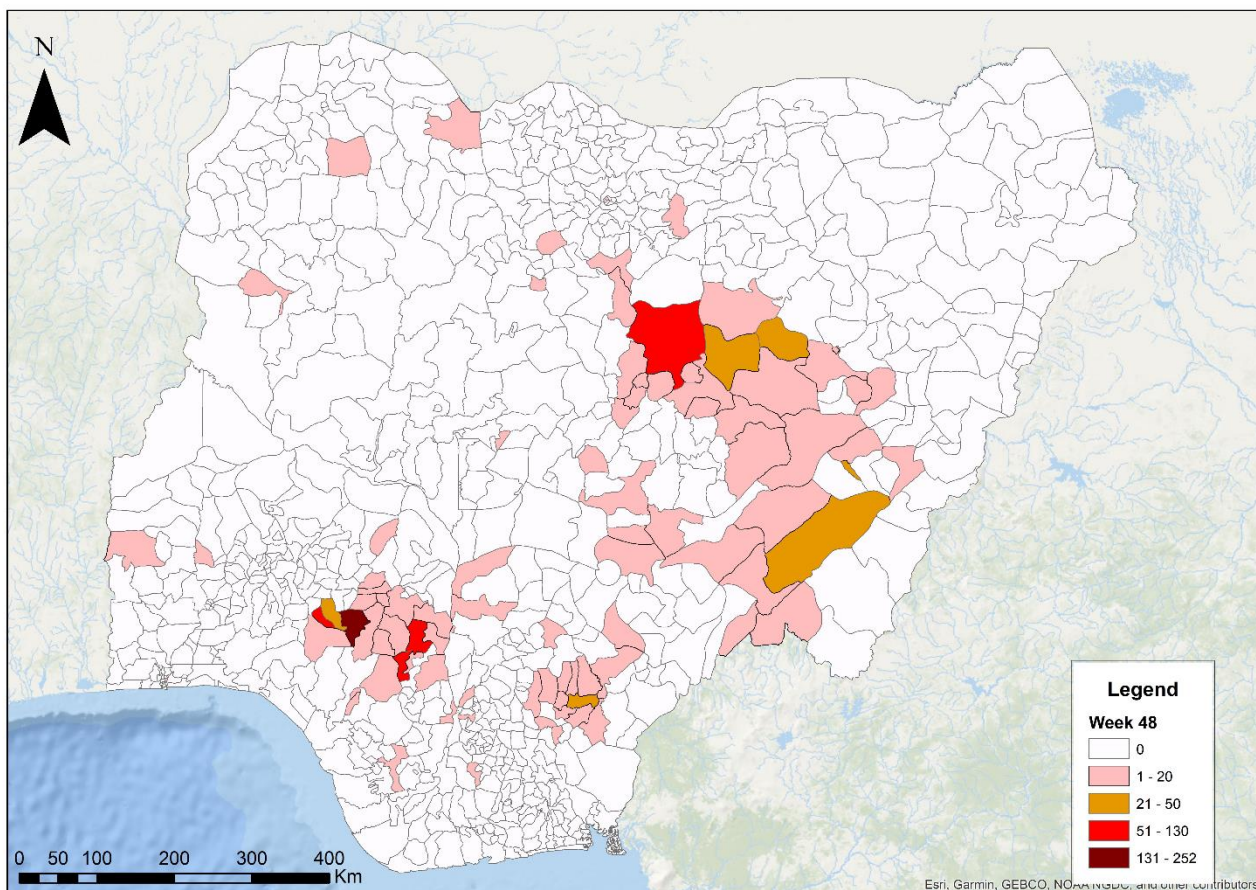 N
Legend
Week 48
0
1 - 20
21 - 50
51 - 130
131 - 252
0 50 100 200 300 400
Km
Esri, Garmin, GEBCO, NOAA NGDC, and other contributors